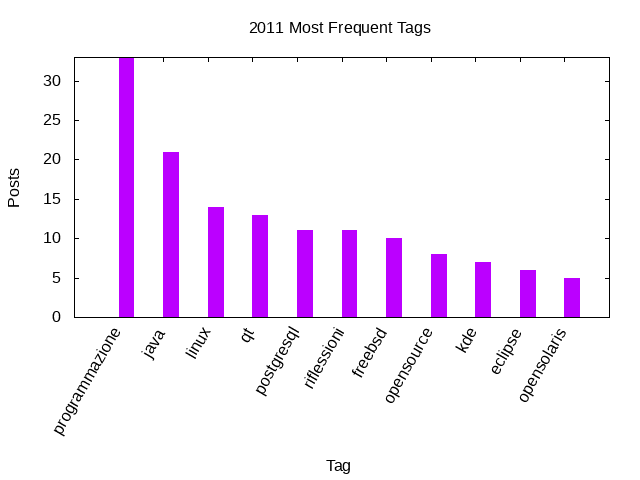 2011 Most Frequent Tags
30
25
20
15
10
5
0
Posts
programmazione
java
linux
qt
postgresql
riflessioni
freebsd
opensource
kde
eclipse
opensolaris
Tag